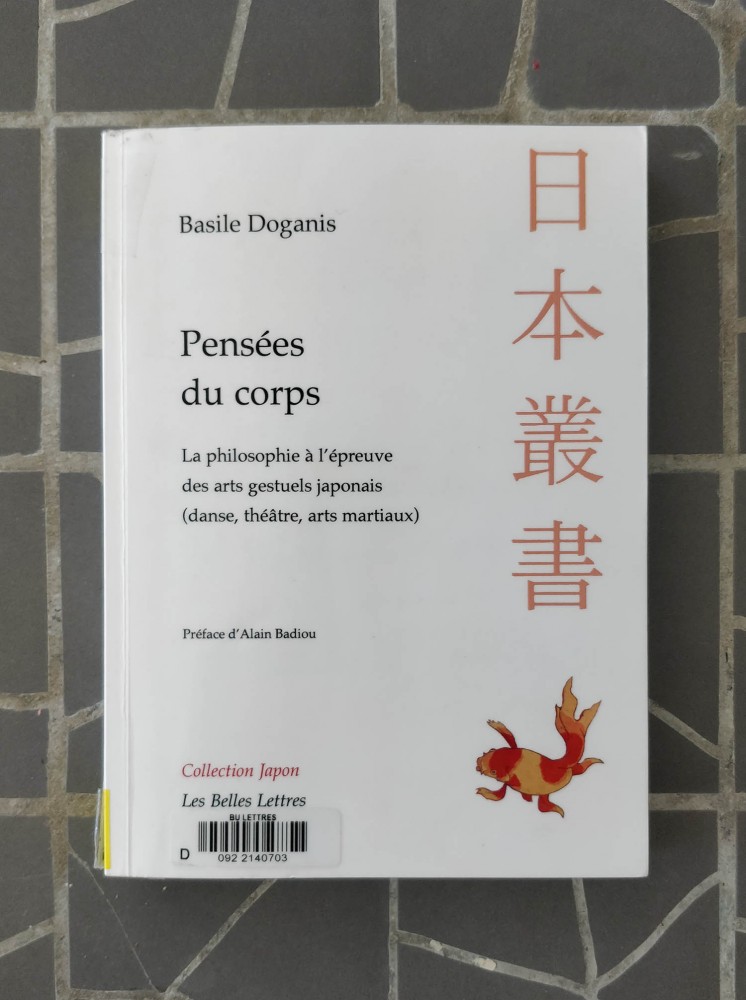 Basile Doganis
Pensées
du corps
La philosophie à l'épreuve
des arts gestuels japonais
(danse, théâtre, arts martiaux)
Préface d'Alain Badiou
Collection Japon
Les Belles Lettres
BU LETTRES
D 092 2140703
日本叢書